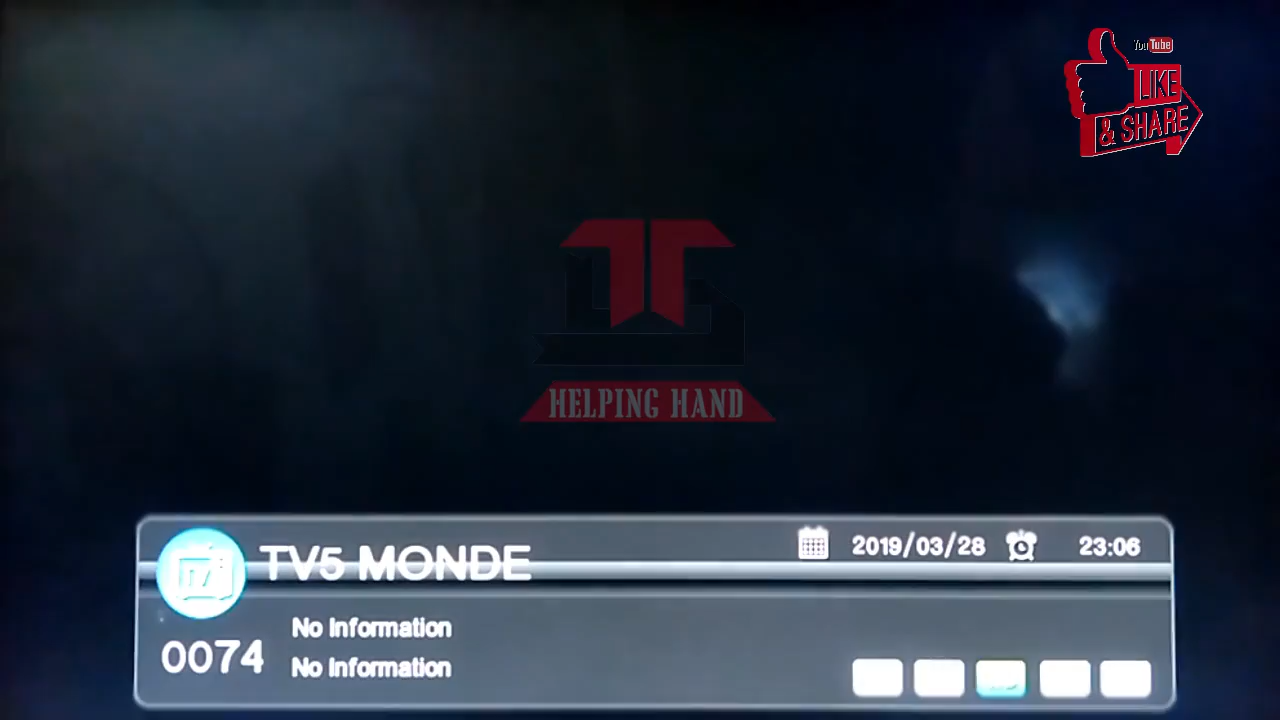 YouTube
LIKE
& SHARE
HELPING HAND
TV5 MONDE
2019/03/28
23:06
0074
No Information
No Information